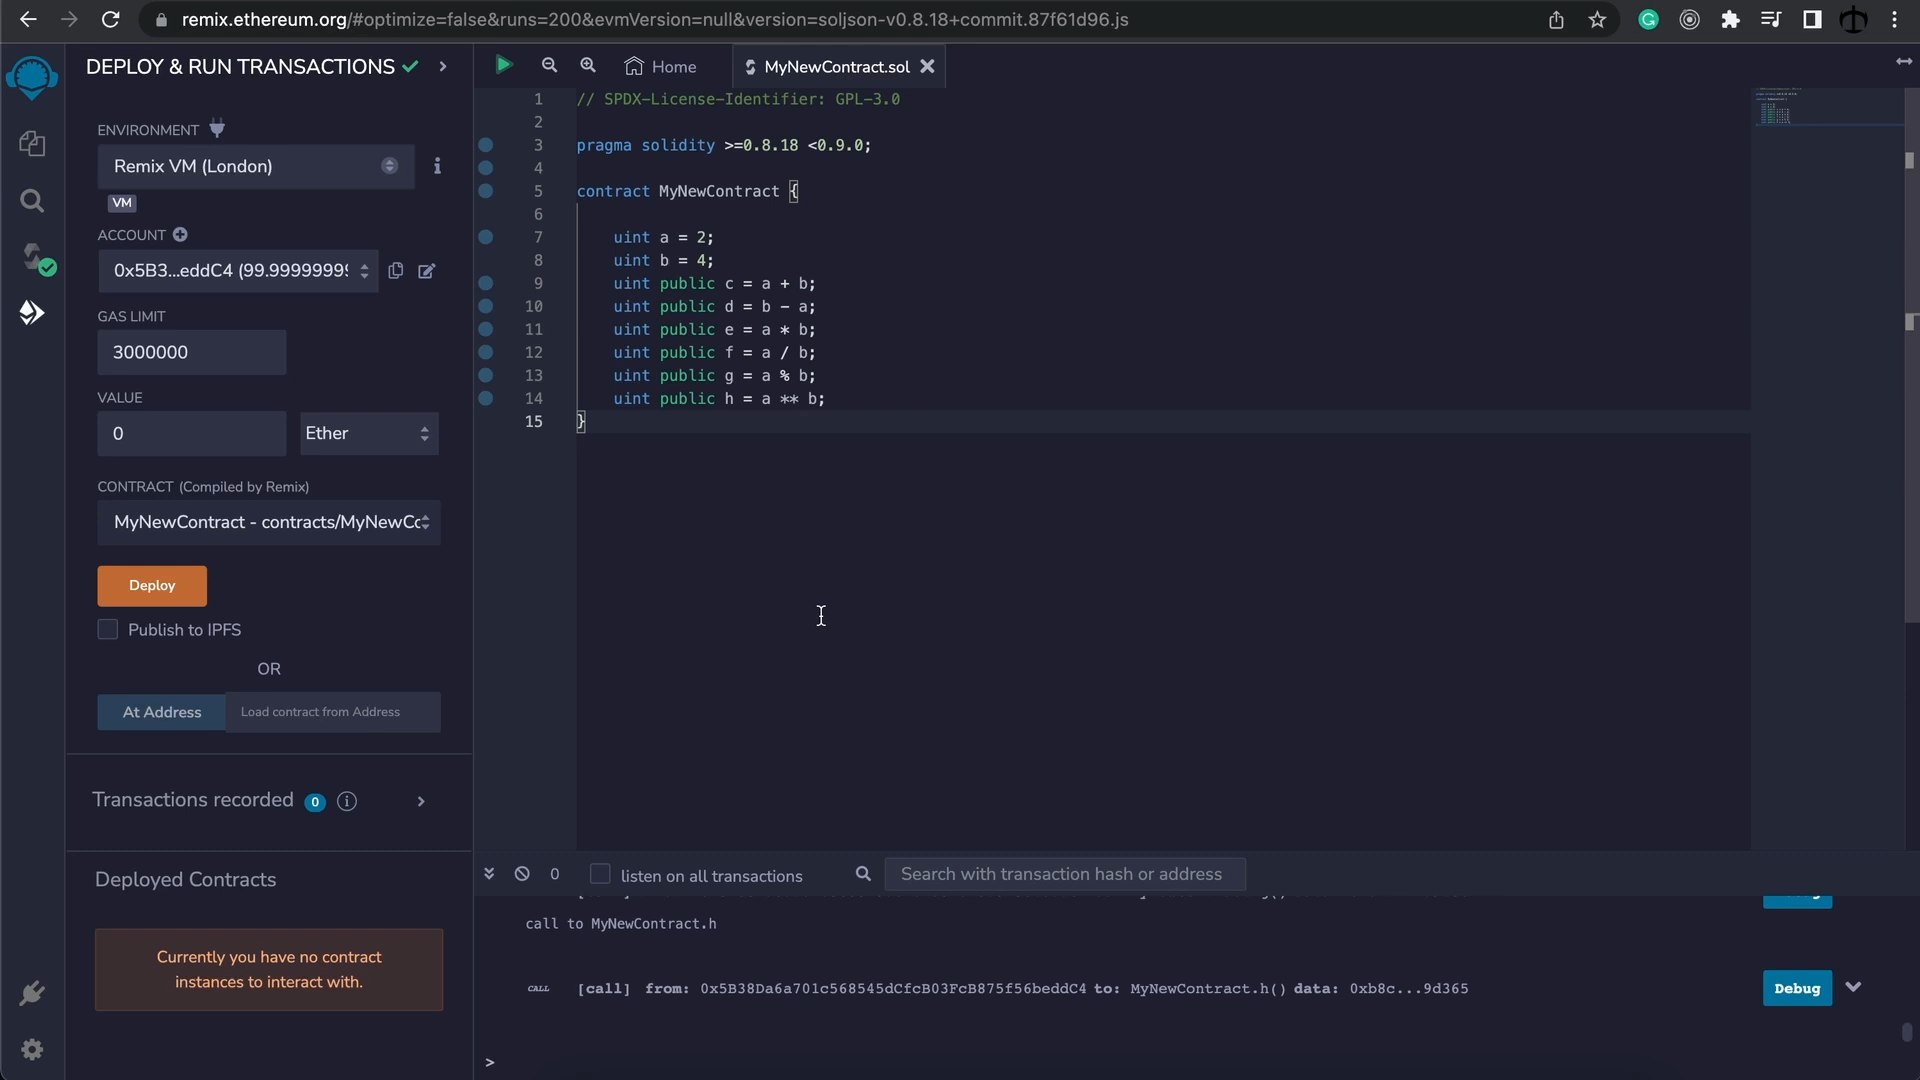 remix.ethereum.org/#optimize=false&runs=200&evmVersion=null&version=soljson-v0.8.18+commit.87f61d96.js
DEPLOY & RUN TRANSACTIONS
ENVIRONMENT
Remix VM (London)
VM
ACCOUNT
0x5B3...eddC4 (99.9999999
GAS LIMIT
3000000
VALUE
0
Ether
CONTRACT (Compiled by Remix)
MyNewContract - contracts/MyNewCo
Deploy
Publish to IPFS
OR
At Address
Load contract from Address
Transactions recorded 0
Deployed Contracts
Currently you have no contract
instances to interact with.
Home
MyNewContract.sol
1 // SPDX-License-Identifier: GPL-3.0
2
3 pragma solidity >=0.8.18 <0.9.0;
4
5 contract MyNewContract {
6
7 uint a = 2;
8 uint b = 4;
9 uint public c = a + b;
10 uint public d = b - a;
11 uint public e = a * b;
12 uint public f = a / b;
13 uint public g = a % b;
14 uint public h = a ** b;
15 }
0
listen on all transactions
Search with transaction hash or address
call to MyNewContract.h
CALL [call] from: 0x5B38Da6a701c568545dCfcB03FcB875f56beddC4 to: MyNewContract.h() data: 0xb8c...9d365
Debug
>